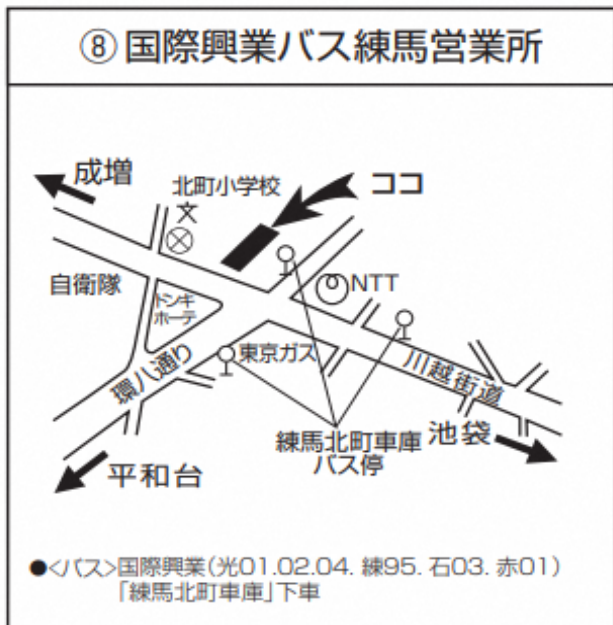 ⑧国際興業バス練馬営業所
成増
北町小学校
ココ
文
自衛隊
ドンキ
ホーテ
NTT
環八通り
東京ガス
川越街道
練馬北町車庫
バス停
池袋
平和台
●<バス>国際興業(光01.02.04. 練95. 石03. 赤01)
「練馬北町車庫」下車